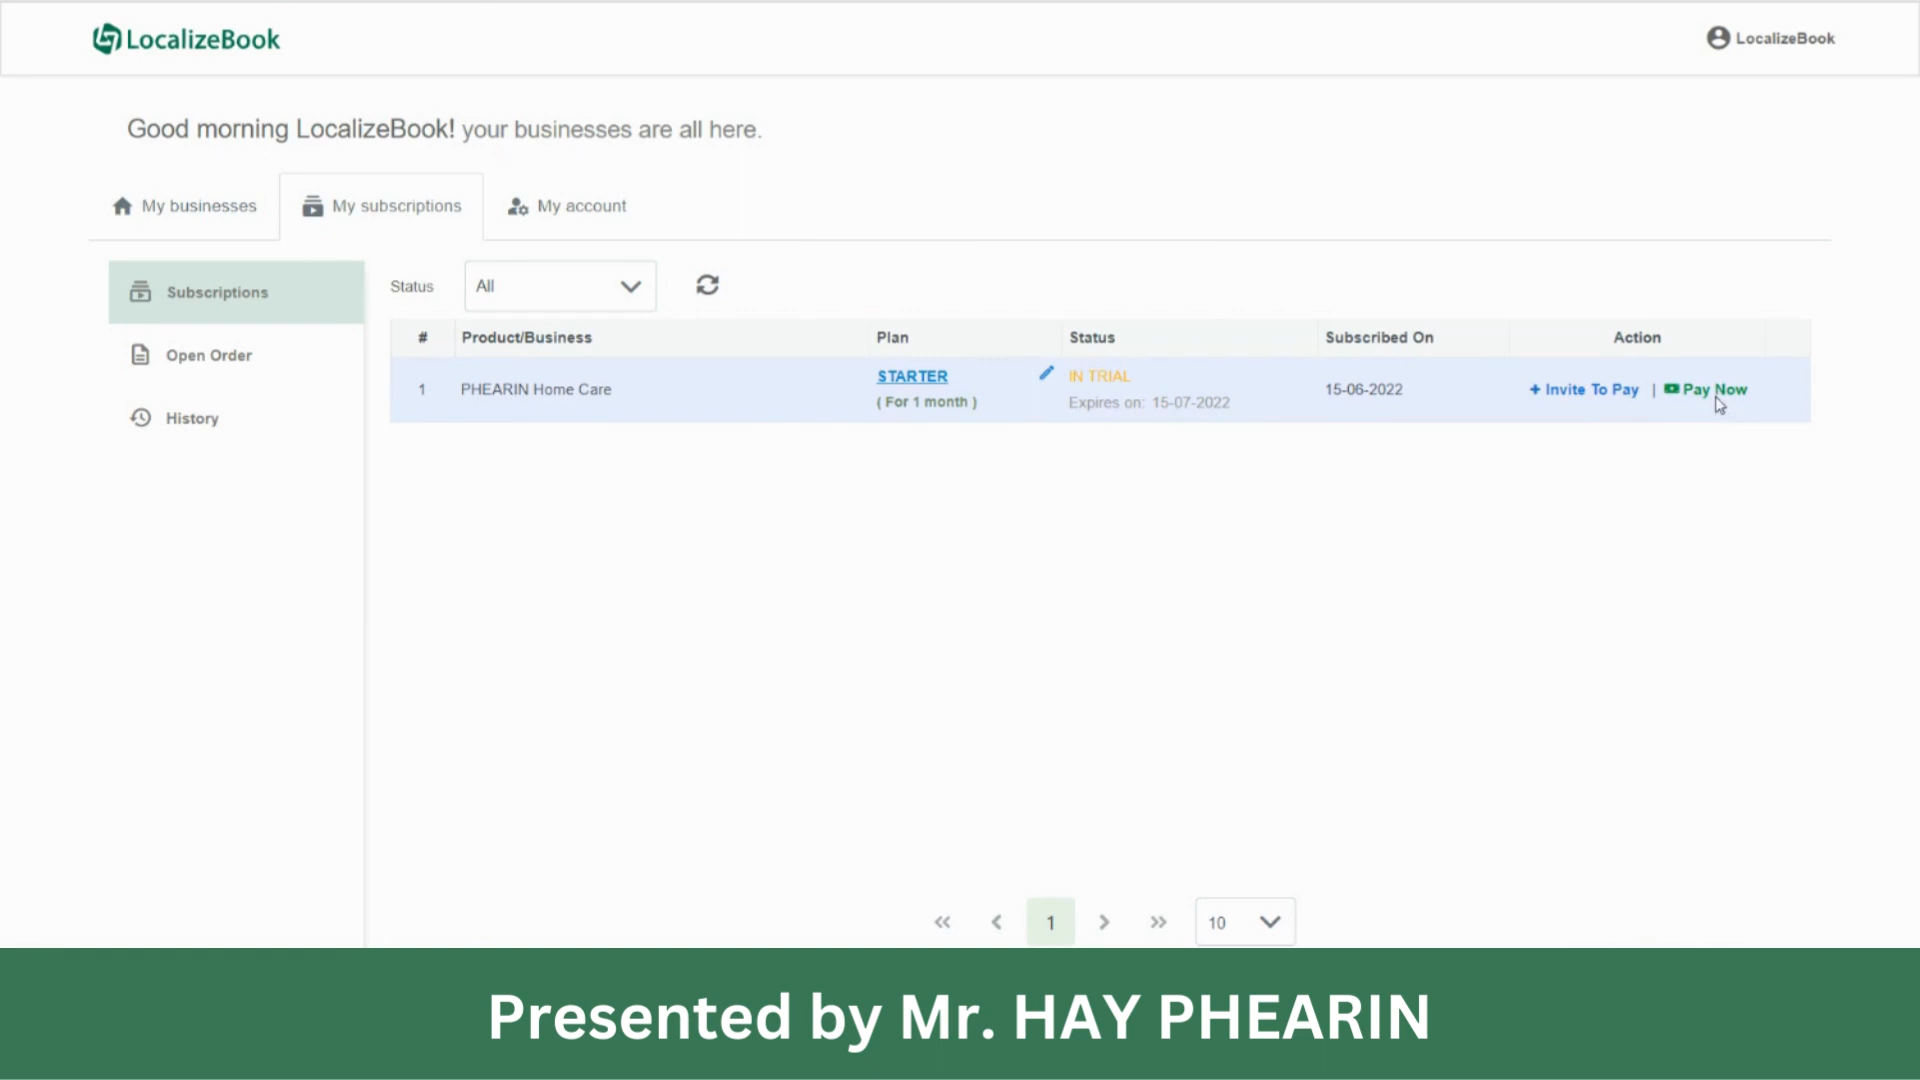 LocalizeBook
LocalizeBook
Good morning LocalizeBook! your businesses are all here.
My businesses
My subscriptions
My account
Subscriptions
Open Order
History
Status
All
# Product/Business Plan Status Subscribed On Action
1 PHEARIN Home Care STARTER IN TRIAL 15-06-2022 + Invite To Pay | Pay Now
( For 1 month ) Expires on: 15-07-2022
« < 1 > » 10
Presented by Mr. HAY PHEARIN